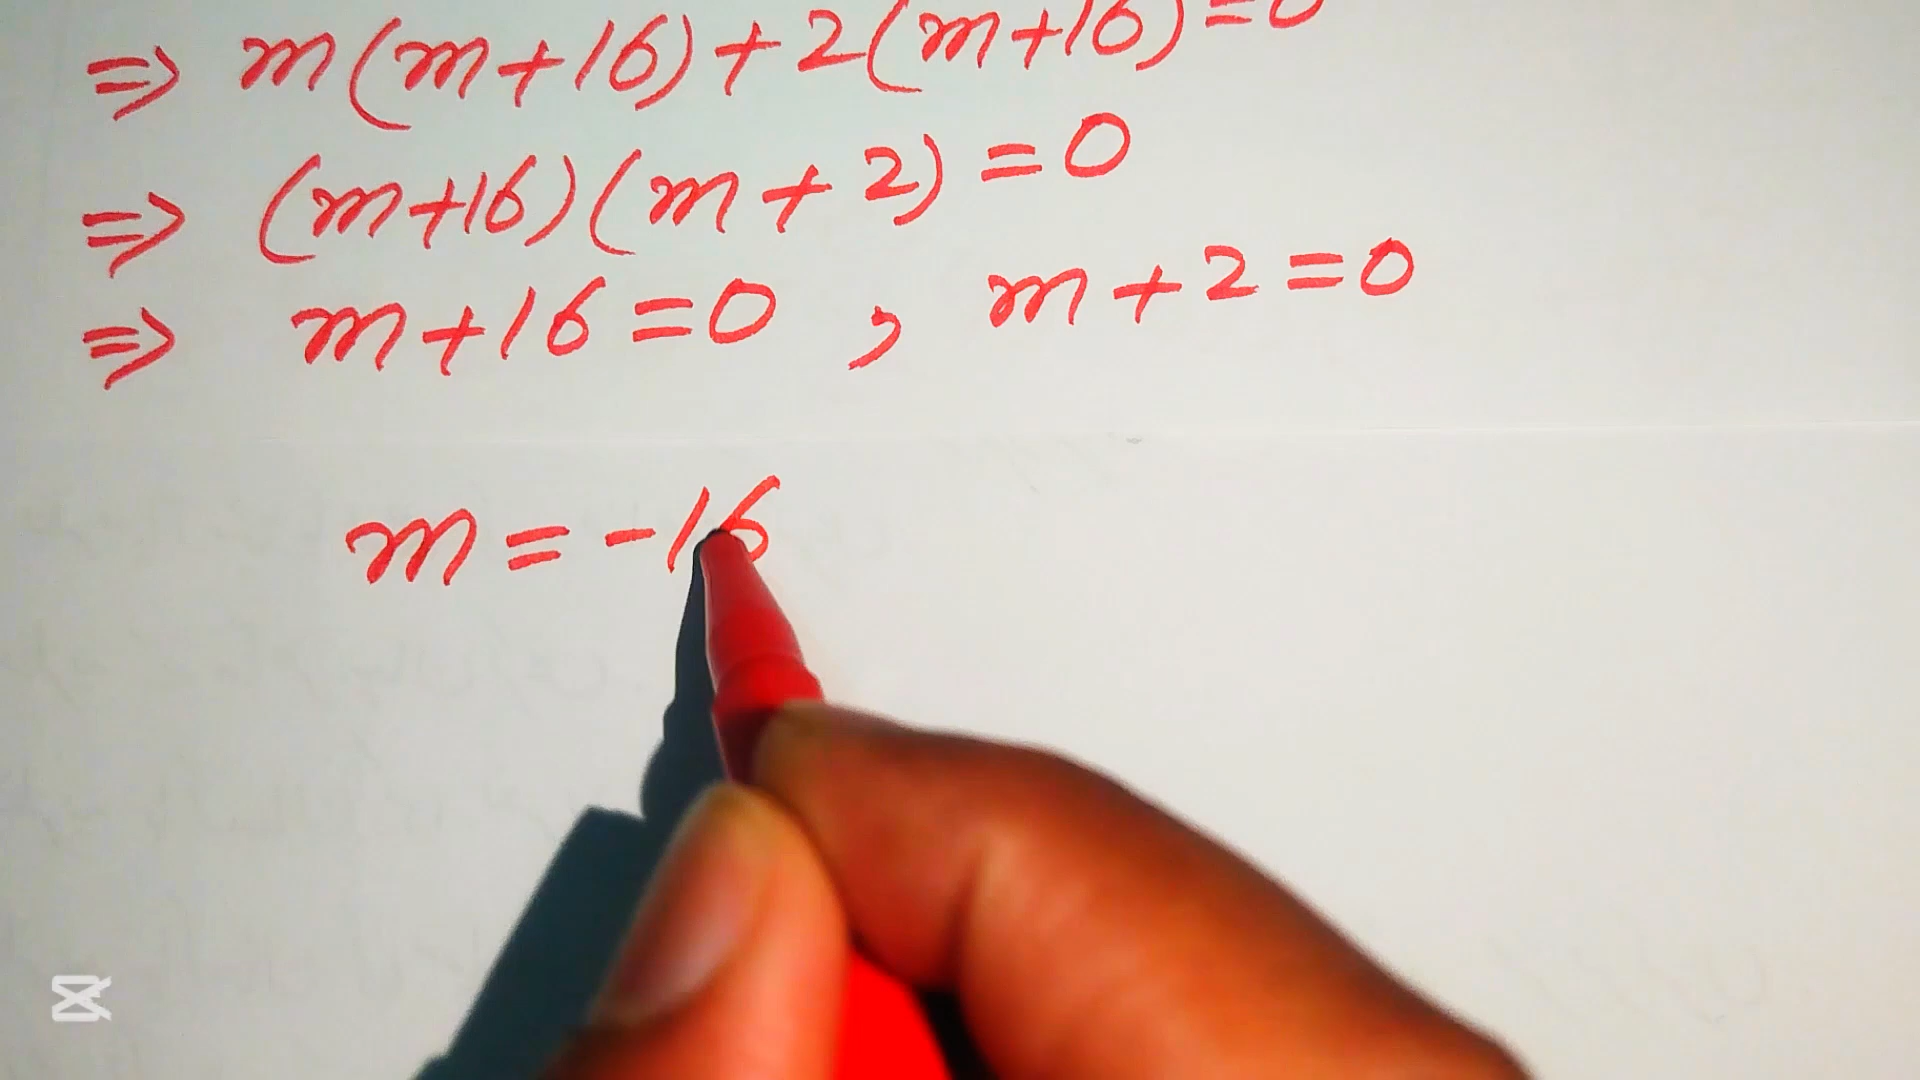 ⇒ m(m+16)+2(m+16)=0
⇒ (m+16)(m+2)=0
⇒ m+16=0 , m+2=0
m=-16